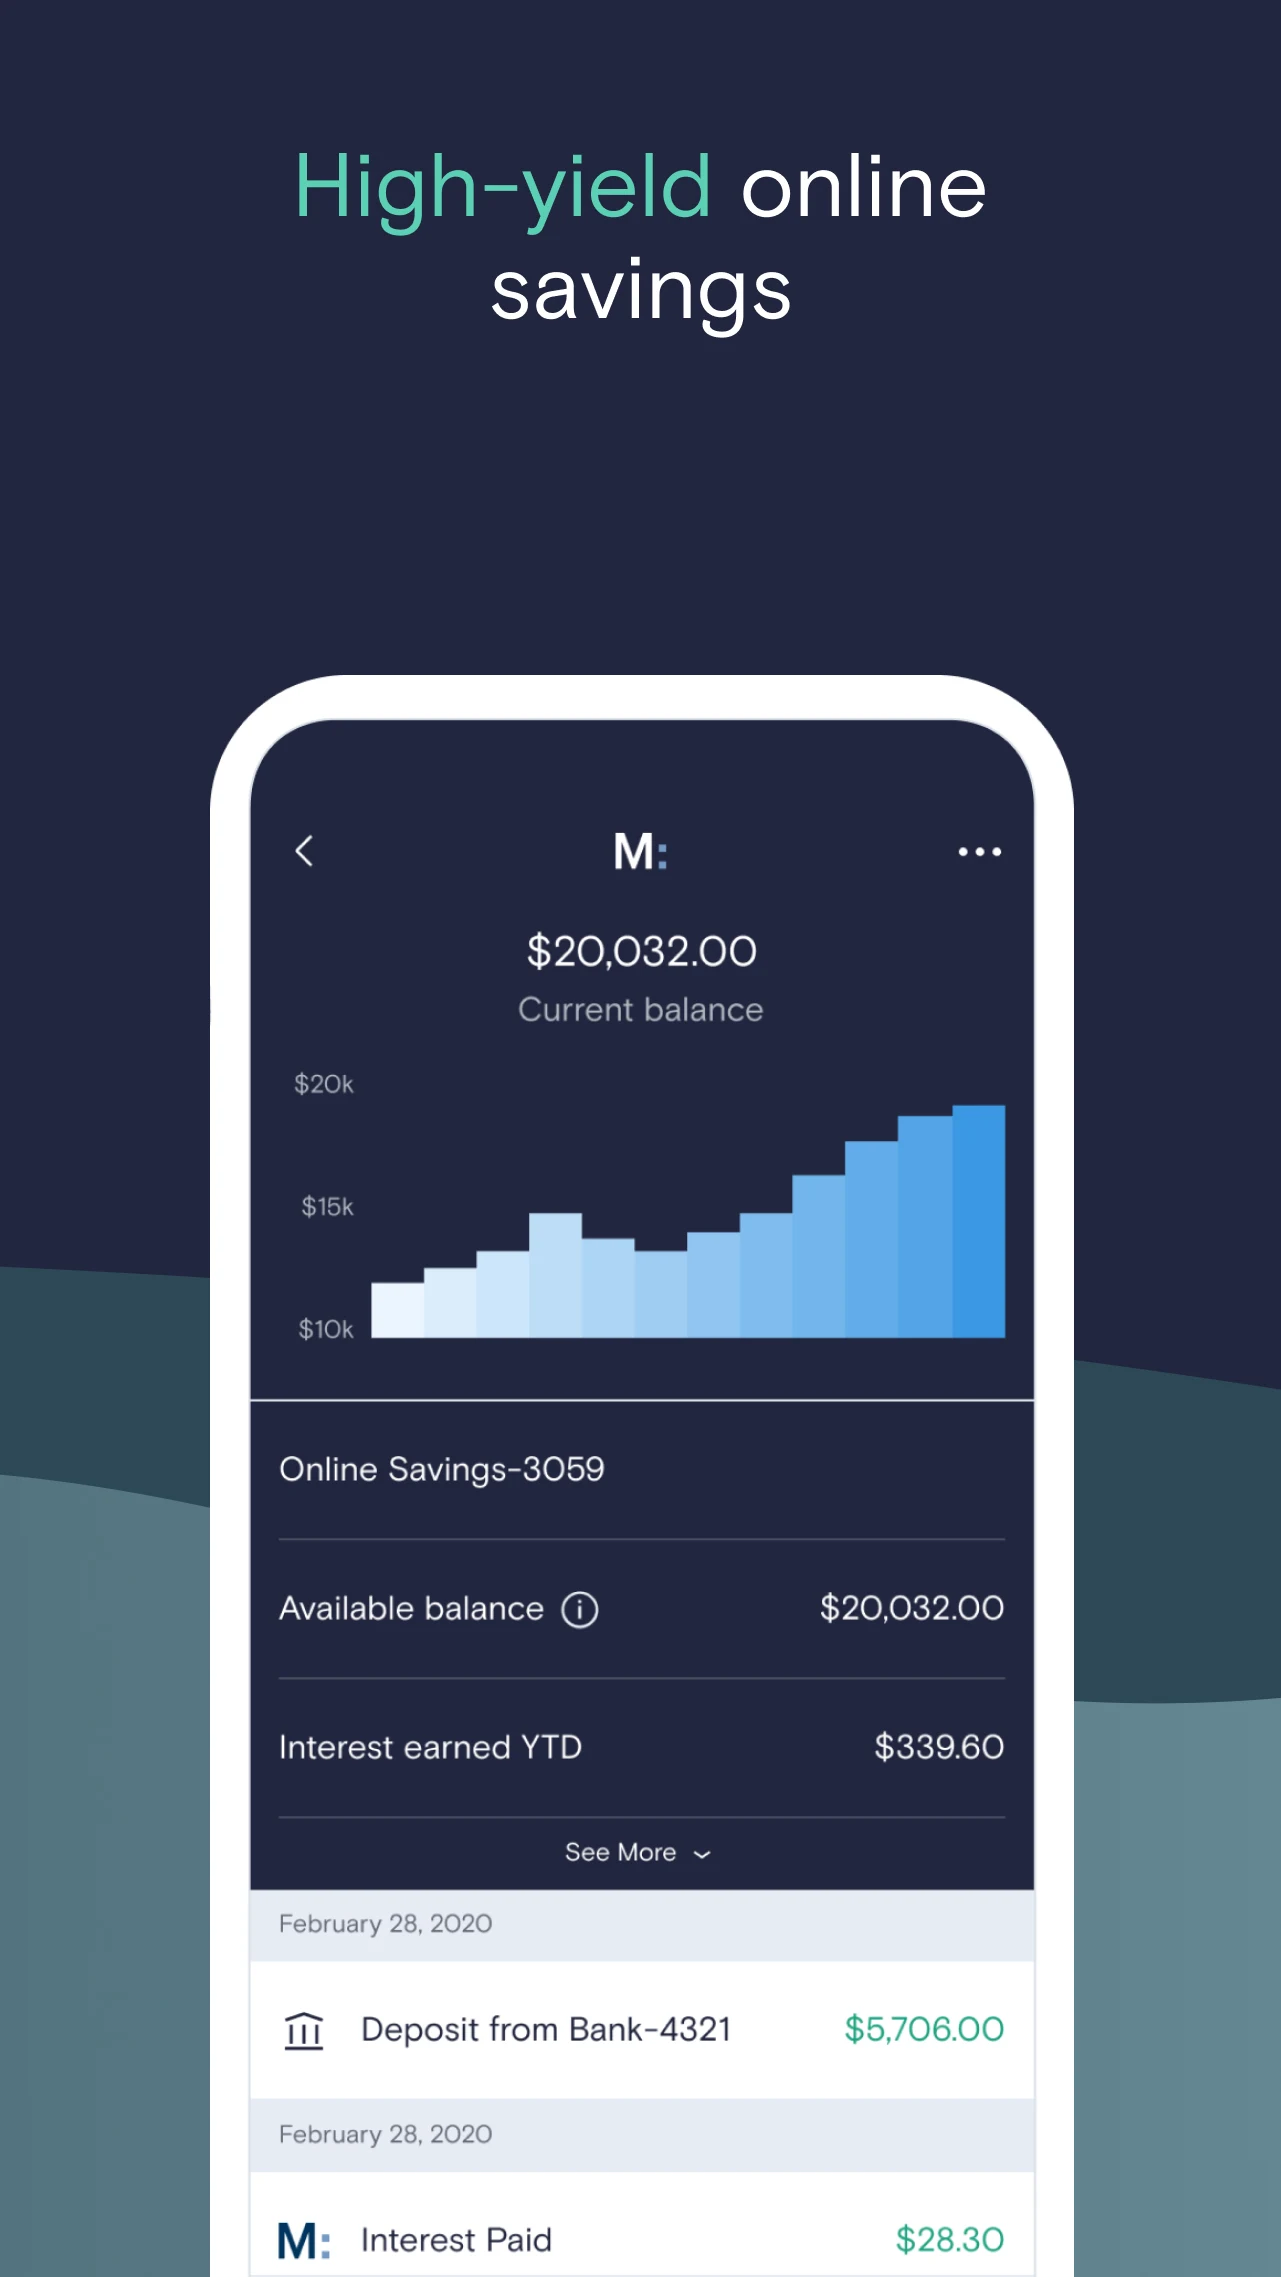 High-yield online
savings
M:
$20,032.00
Current balance
$20k
$15k
$10k
Online Savings-3059
Available balance $20,032.00
Interest earned YTD $339.60
See More
February 28, 2020
Deposit from Bank-4321 $5,706.00
February 28, 2020
M: Interest Paid $28.30